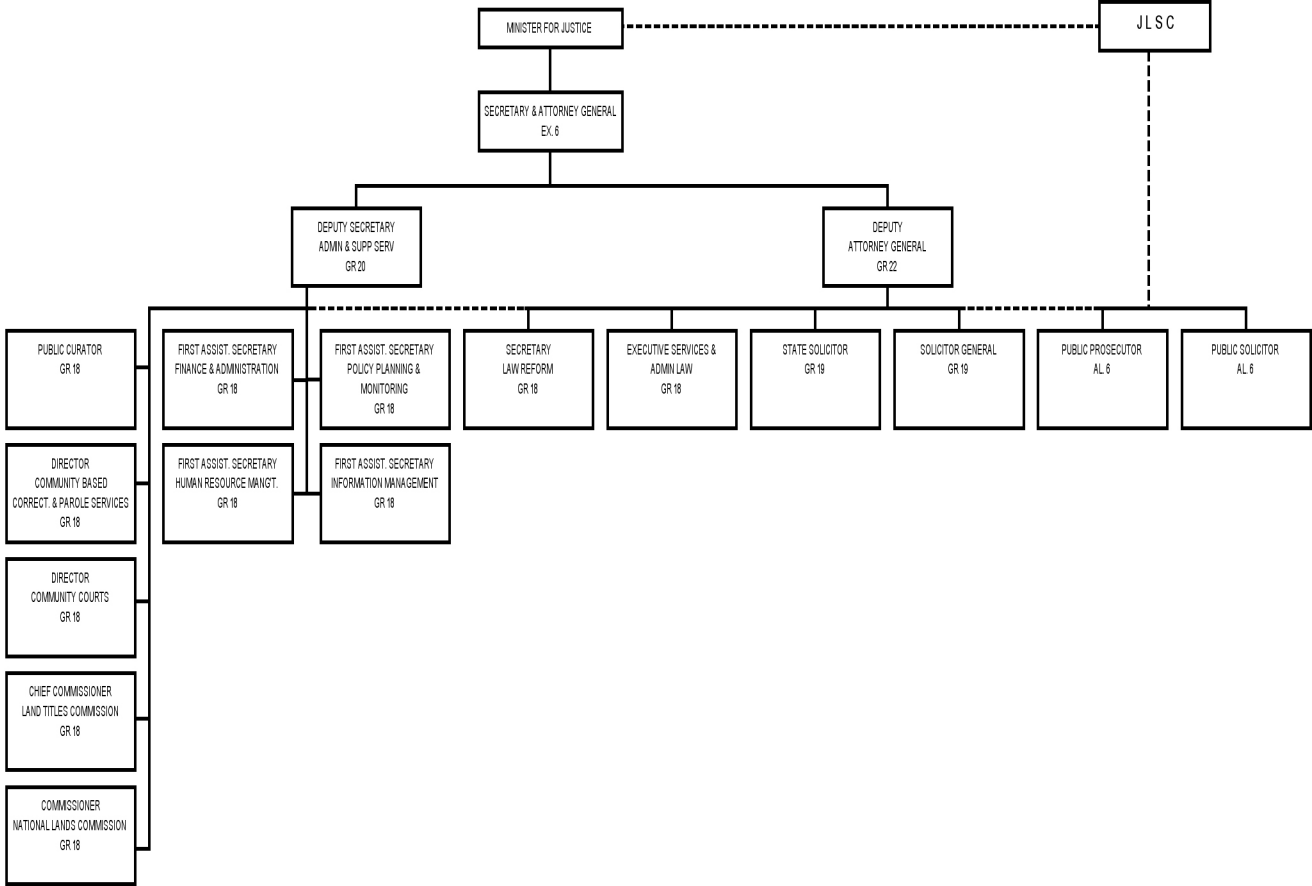 MINISTER FOR JUSTICE
J L S C
SECRETARY & ATTORNEY GENERAL
EX. 6
DEPUTY SECRETARY
ADMIN & SUPP SERV
GR 20
DEPUTY
ATTORNEY GENERAL
GR 22
PUBLIC CURATOR
GR 18
FIRST ASSIST. SECRETARY
FINANCE & ADMINISTRATION
GR 18
FIRST ASSIST. SECRETARY
POLICY PLANNING &
MONITORING
GR 18
SECRETARY
LAW REFORM
GR 18
EXECUTIVE SERVICES &
ADMIN LAW
GR 18
STATE SOLICITOR
GR 19
SOLICITOR GENERAL
GR 19
PUBLIC PROSECUTOR
AL. 6
PUBLIC SOLICITOR
AL. 6
DIRECTOR
COMMUNITY BASED
CORRECT. & PAROLE SERVICES
GR 18
FIRST ASSIST. SECRETARY
HUMAN RESOURCE MANG'T.
GR 18
FIRST ASSIST. SECRETARY
INFORMATION MANAGEMENT
GR 18
DIRECTOR
COMMUNITY COURTS
GR 18
CHIEF COMMISSIONER
LAND TITLES COMMISSION
GR 18
COMMISSIONER
NATIONAL LANDS COMMISSION
GR 18